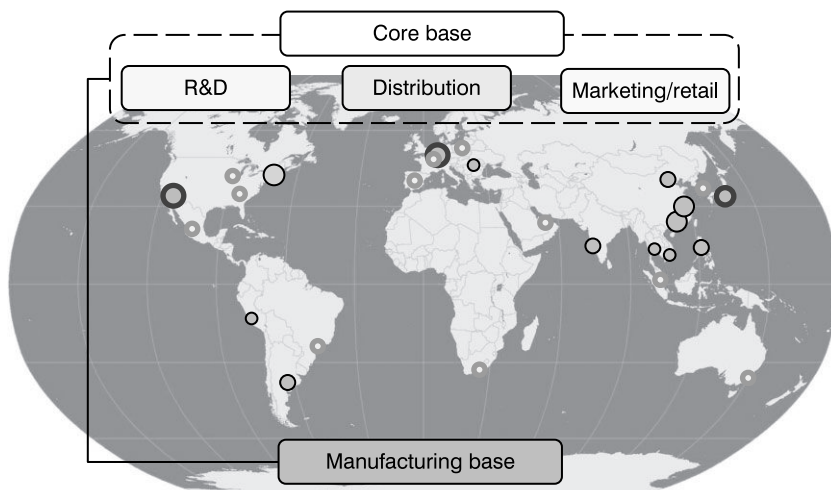 Core base
R&D
Distribution
Marketing/retail
Manufacturing base